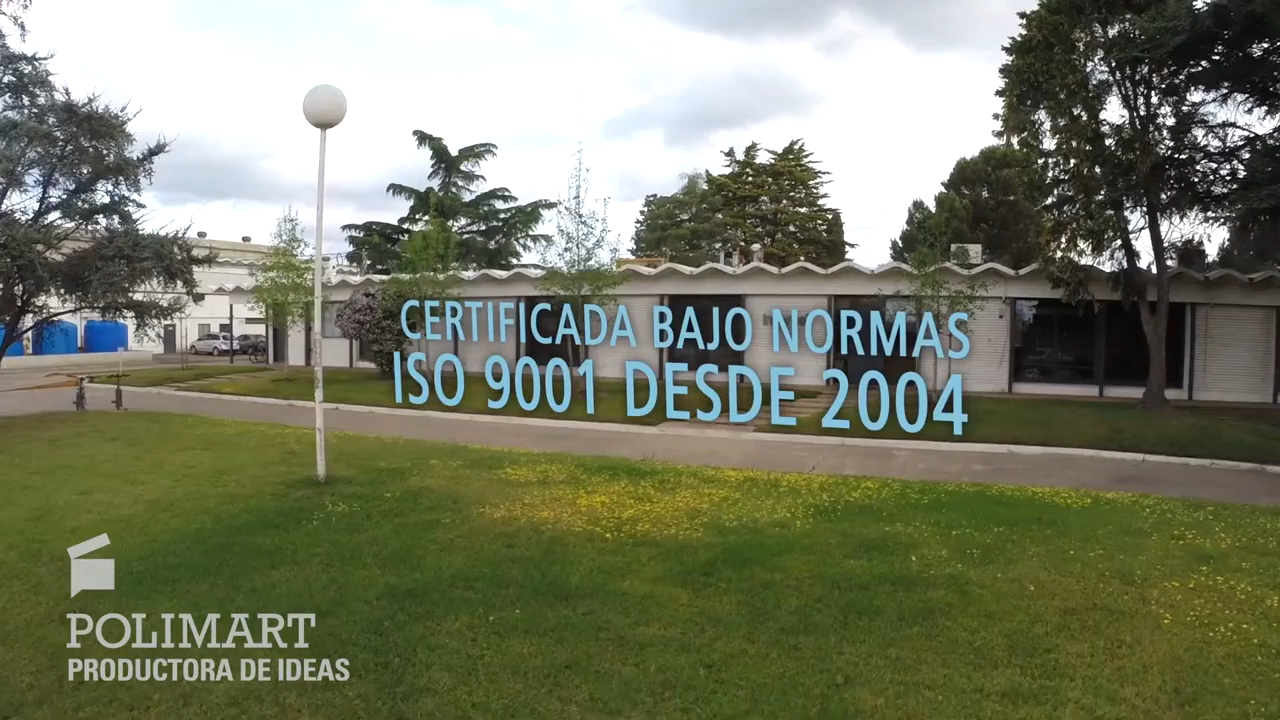 CERTIFICADA BAJO NORMAS
ISO 9001 DESDE 2004
POLIMART
PRODUCTORA DE IDEAS